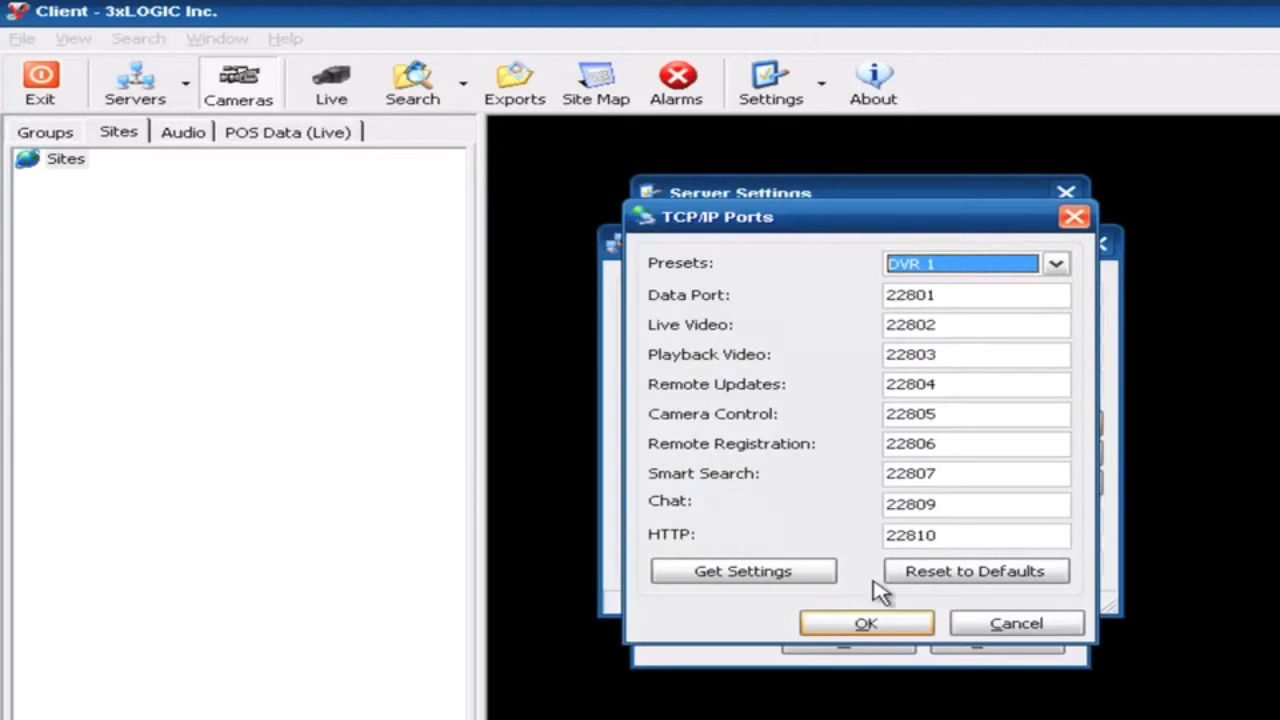 Client - 3xLOGIC Inc.
File View Search Window Help
Exit Servers Cameras Live Search Exports Site Map Alarms Settings About
Groups Sites Audio POS Data (Live)
Sites
Server Settings
TCP/IP Ports
Presets: DVR 1
Data Port: 22801
Live Video: 22802
Playback Video: 22803
Remote Updates: 22804
Camera Control: 22805
Remote Registration: 22806
Smart Search: 22807
Chat: 22809
HTTP: 22810
Get Settings Reset to Defaults
OK Cancel